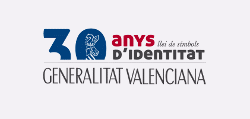 30 anys llei de símbols
D'IDENTITAT
GENERALITAT VALENCIANA